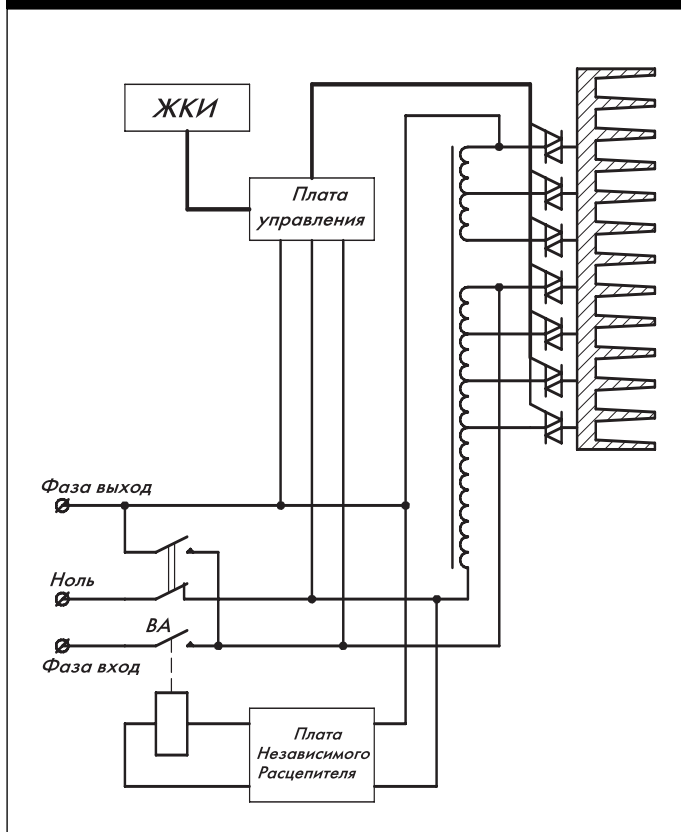 ЖКИ
Плата
управления
Фаза выход
Ноль
ВА
Фаза вход
Плата
Независимого
Расцепителя